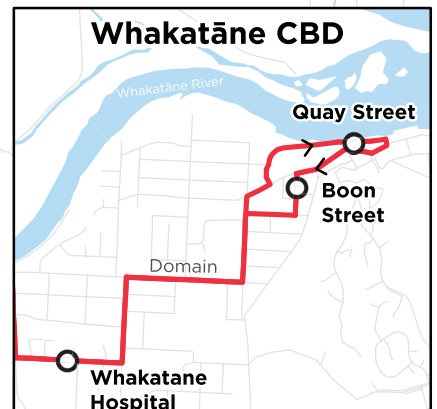 Whakatāne CBD
Whakatāne River
Quay Street
Boon
Street
Domain
Whakatane
Hospital